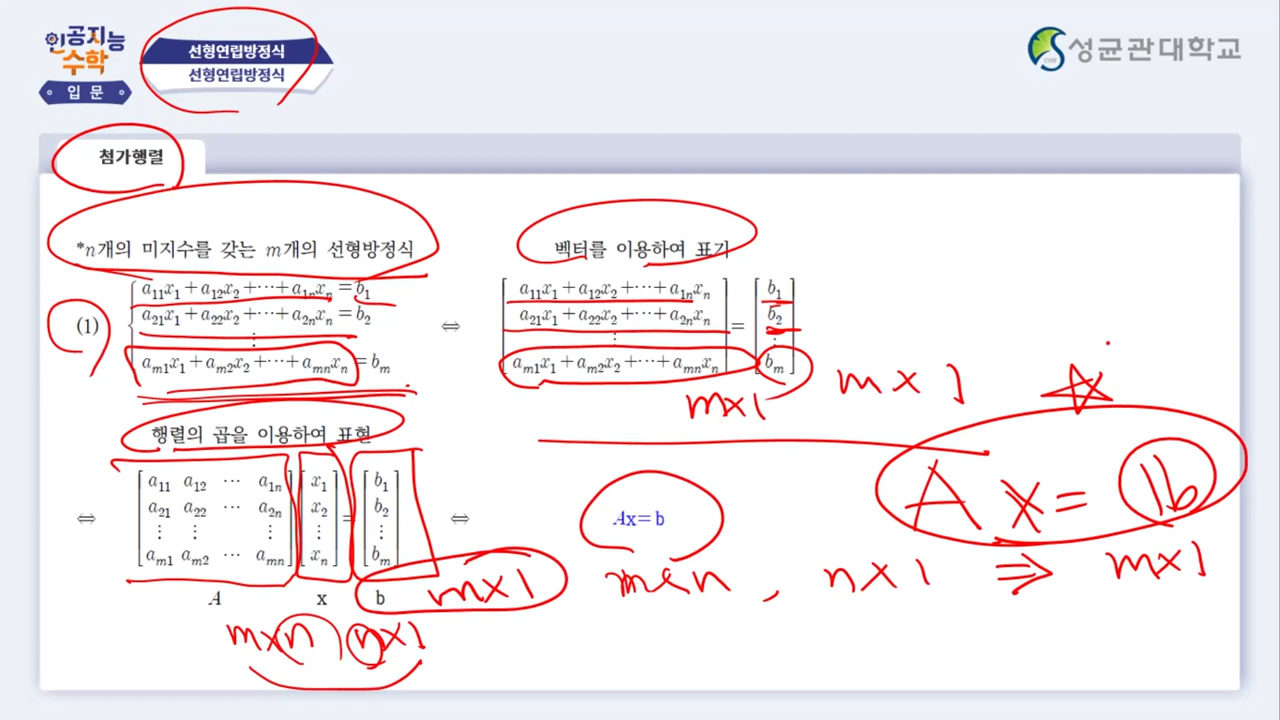 인공지능
수학
입문
선형연립방정식
선형연립방정식
성균관대학교
첨가행렬
*n개의 미지수를 갖는 m개의 선형방정식
벡터를 이용하여 표기
(1) { a₁₁x₁ + a₁₂x₂ + ⋯ + a₁ₙxₙ = b₁
a₂₁x₁ + a₂₂x₂ + ⋯ + a₂ₙxₙ = b₂
⋮
aₘ₁x₁ + aₘ₂x₂ + ⋯ + aₘₙxₙ = bₘ
⇔
[ a₁₁x₁ + a₁₂x₂ + ⋯ + a₁ₙxₙ ] [ b₁ ]
[ a₂₁x₁ + a₂₂x₂ + ⋯ + a₂ₙxₙ ] = [ b₂ ]
[ ⋮ ] [ ⋮ ]
[ aₘ₁x₁ + aₘ₂x₂ + ⋯ + aₘₙxₙ ] [ bₘ ]
m×1 m×1
행렬의 곱을 이용하여 표현
⇔
[ a₁₁ a₁₂ ⋯ a₁ₙ ] [ x₁ ] [ b₁ ]
[ a₂₁ a₂₂ ⋯ a₂ₙ ] [ x₂ ] = [ b₂ ]
[ ⋮ ⋮ ⋮ ] [ ⋮ ] [ ⋮ ]
[ aₘ₁ aₘ₂ ⋯ aₘₙ ] [ xₙ ] [ bₘ ]
A x b
⇔ Ax=b
A x = b
m×1
m×n , n×1 ⇒ m×1
m×n n×1